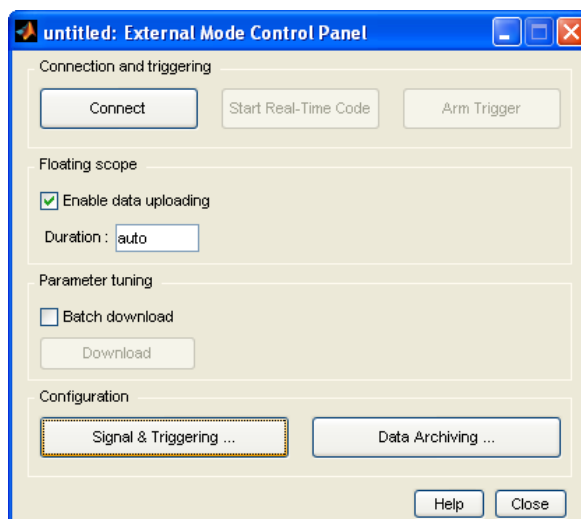 untitled: External Mode Control Panel
Connection and triggering
Connect Start Real-Time Code Arm Trigger
Floating scope
Enable data uploading
Duration : auto
Parameter tuning
Batch download
Download
Configuration
Signal & Triggering ... Data Archiving ...
Help Close